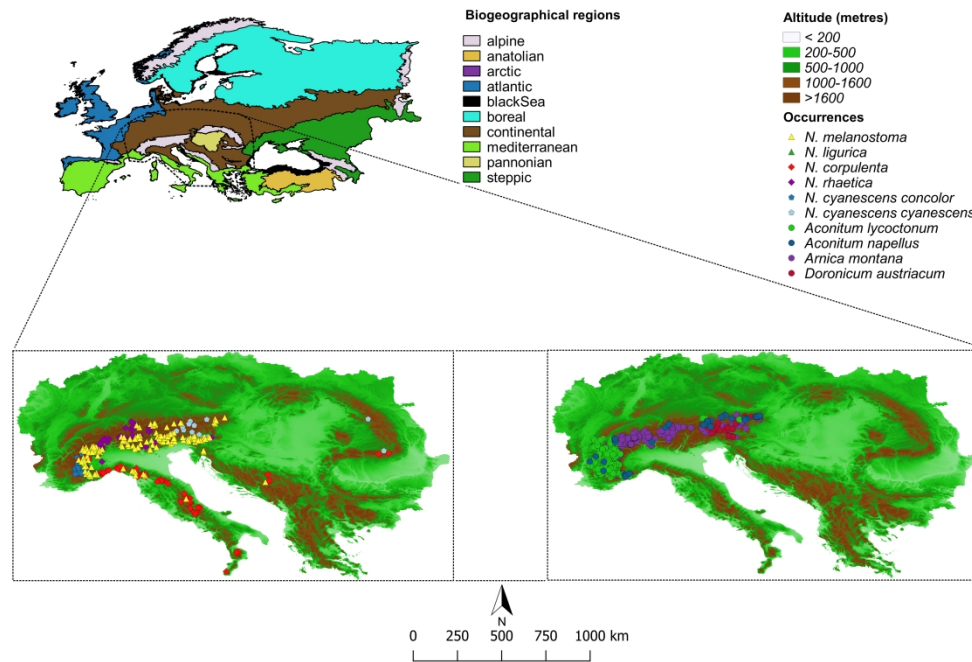 Biogeographical regions
alpine
anatolian
arctic
atlantic
blackSea
boreal
continental
mediterranean
pannonian
steppic
Altitude (metres)
< 200
200-500
500-1000
1000-1600
>1600
Occurrences
N. melanostoma
N. ligurica
N. corpulenta
N. rhaetica
N. cyanescens concolor
N. cyanescens cyanescens
Aconitum lycoctonum
Aconitum napellus
Arnica montana
Doronicum austriacum
N
0 250 500 750 1000 km